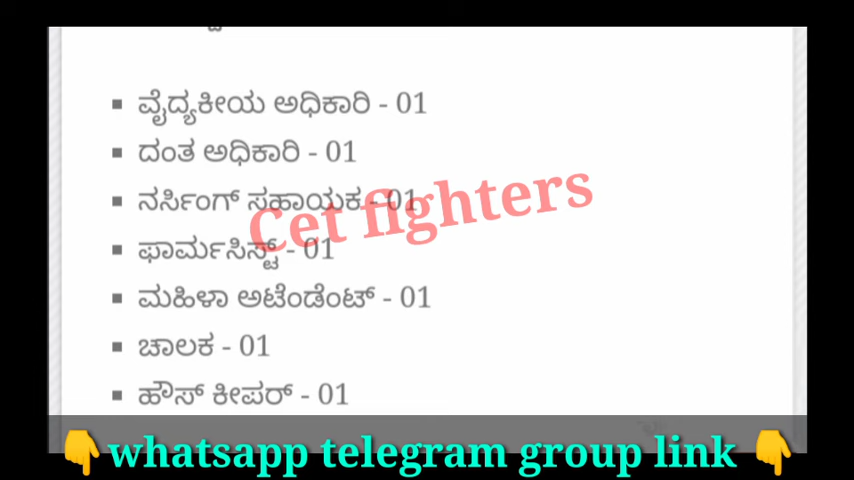 ವೈದ್ಯಕೀಯ ಅಧಿಕಾರಿ - 01
ದಂತ ಅಧಿಕಾರಿ - 01
ನರ್ಸಿಂಗ್ ಸಹಾಯಕ - 01
Cet fighters
ಫಾರ್ಮಸಿಸ್ಟ್ - 01
ಮಹಿಳಾ ಅಟೆಂಡೆಂಟ್ - 01
ಚಾಲಕ - 01
ಹೌಸ್ ಕೀಪರ್ - 01
👇whatsapp telegram group link 👇